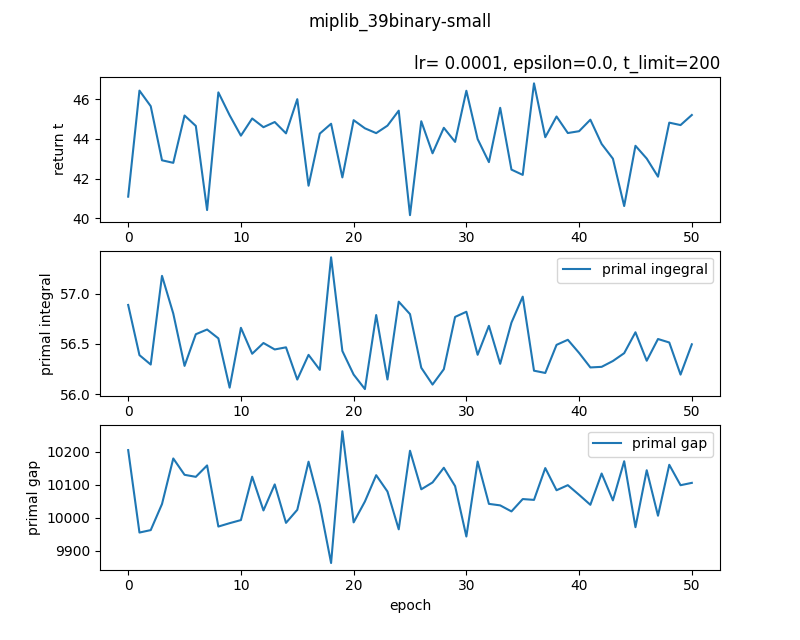 miplib_39binary-small
lr= 0.0001, epsilon=0.0, t_limit=200
return t
46
44
42
40
0 10 20 30 40 50
primal integral
primal ingegral
57.0
56.5
56.0
0 10 20 30 40 50
primal gap
primal gap
10200
10100
10000
9900
0 10 20 30 40 50
epoch